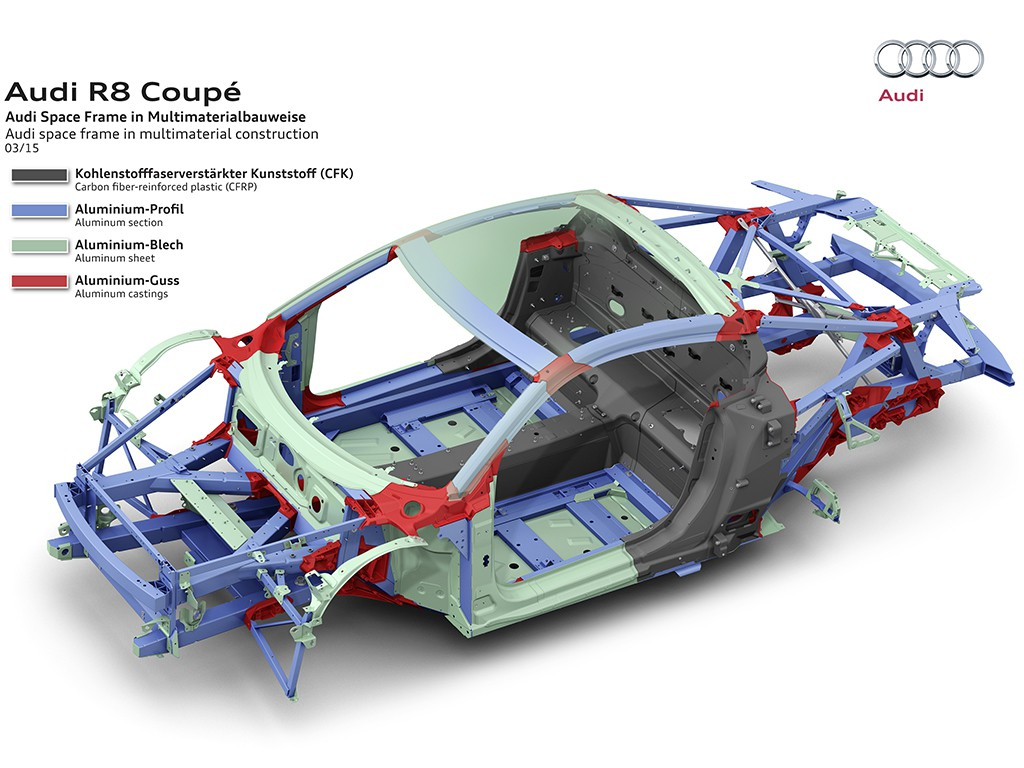 Audi R8 Coupé
Audi Space Frame in Multimaterialbauweise
Audi space frame in multimaterial construction
03/15
Kohlenstofffaserverstärkter Kunststoff (CFK)
Carbon fiber-reinforced plastic (CFRP)
Aluminium-Profil
Aluminum section
Aluminium-Blech
Aluminum sheet
Aluminium-Guss
Aluminum castings
Audi